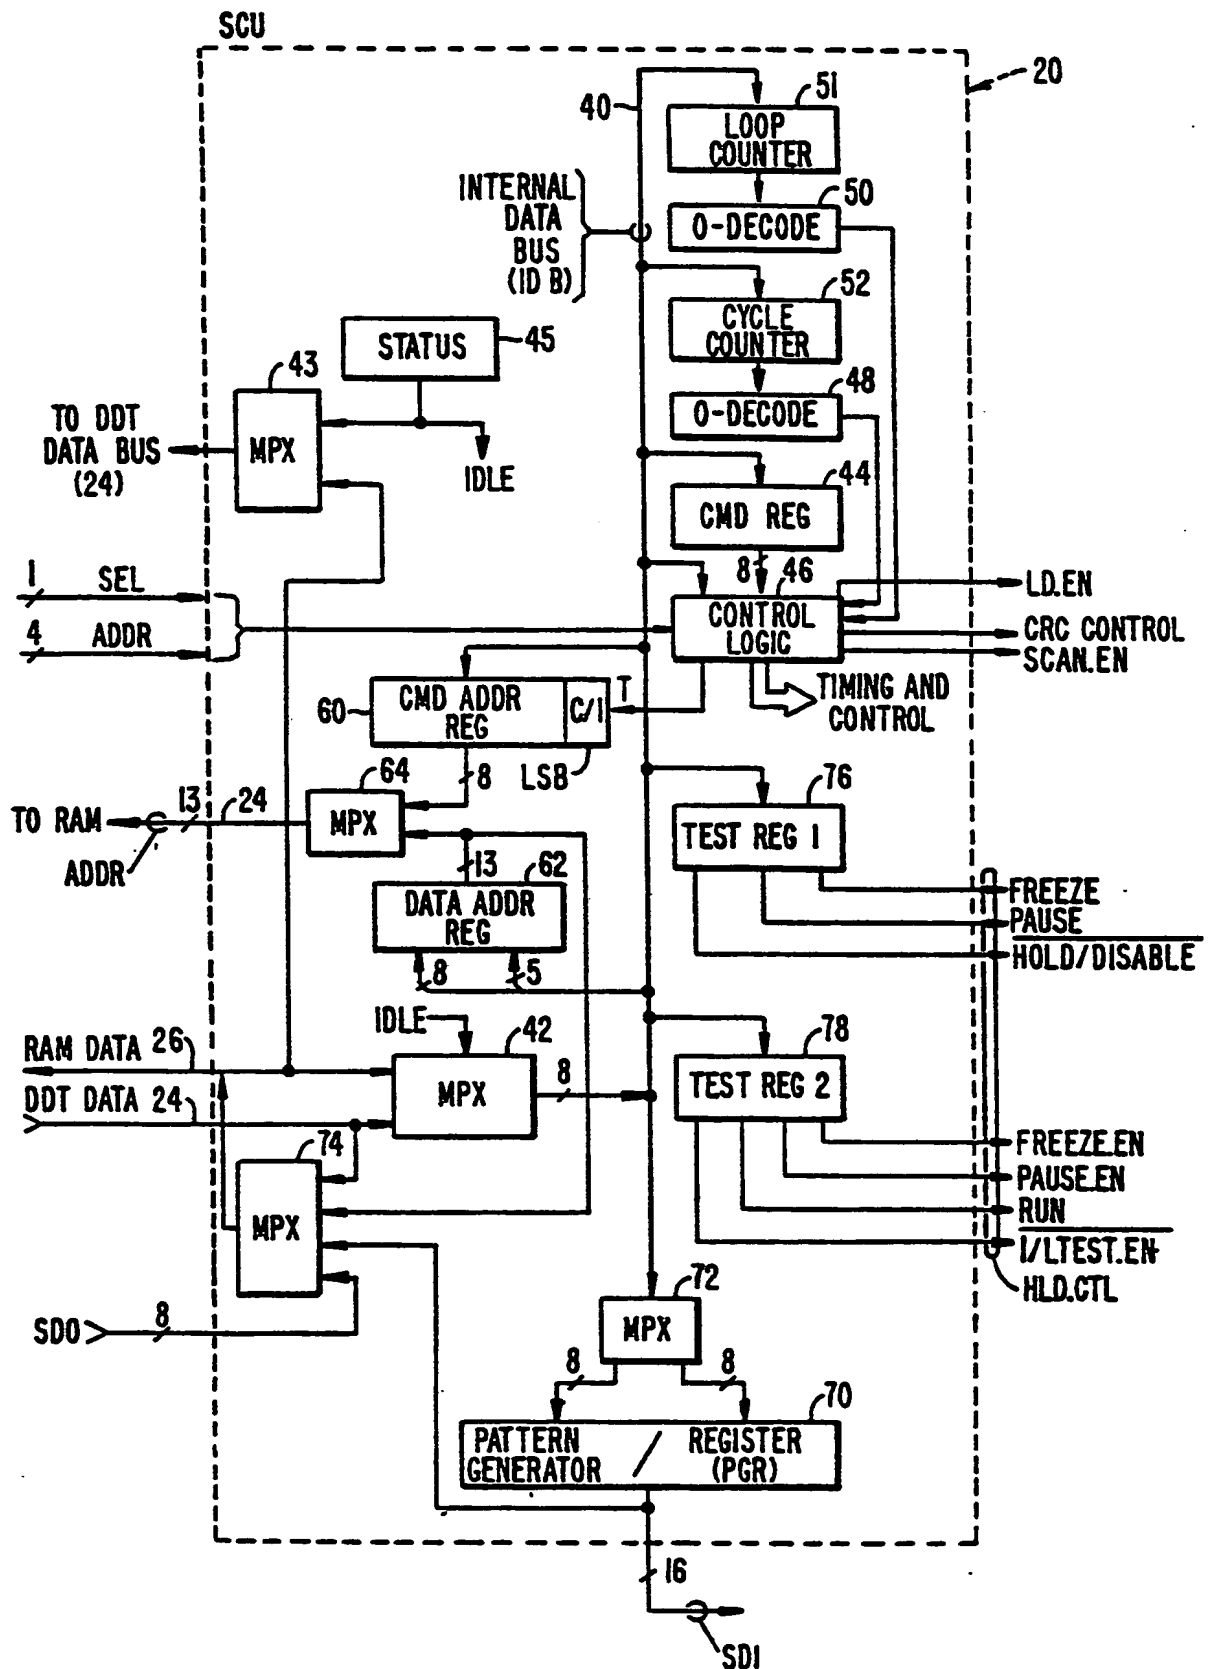 SCU
20
40
51
LOOP
COUNTER
INTERNAL
DATA
BUS
(IDB)
50
0-DECODE
52
CYCLE
COUNTER
STATUS
45
43
48
0-DECODE
TO DDT
DATA BUS
(24)
MPX
IDLE
44
CMD REG
8
46
1
SEL
4
ADDR
CONTROL
LOGIC
LD.EN
CRC CONTROL
SCAN.EN
TIMING AND
CONTROL
60
CMD ADDR
REG
C/I
T
LSB
8
64
MPX
TO RAM
13
24
ADDR
76
TEST REG 1
13
62
DATA ADDR
REG
8
5
FREEZE
PAUSE
HOLD/DISABLE
IDLE
42
MPX
8
RAM DATA 26
DDT DATA 24
78
TEST REG 2
74
MPX
FREEZE.EN
PAUSE.EN
RUN
I/LTEST.EN
HLD.CTL
SDO
8
72
MPX
8
8
70
PATTERN
GENERATOR
/
REGISTER
(PGR)
16
SDI